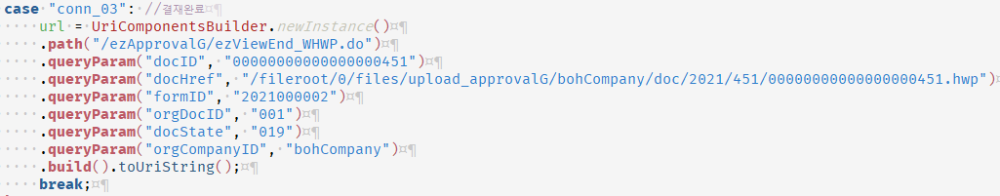 case "conn_03": //결재완료
url = UriComponentsBuilder.newInstance()
.path("/ezApprovalG/ezViewEnd_WHWP.do")
.queryParam("docID", "00000000000000000451")
.queryParam("docHref", "/fileroot/0/files/upload_approvalG/bohCompany/doc/2021/451/00000000000000000451.hwp")
.queryParam("formID", "2021000002")
.queryParam("orgDocID", "001")
.queryParam("docState", "019")
.queryParam("orgCompanyID", "bohCompany")
.build().toUriString();
break;